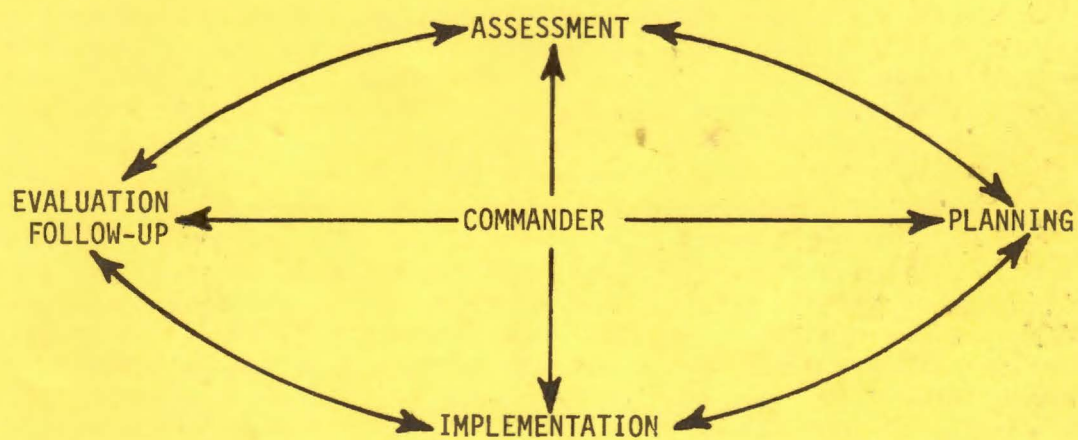 ASSESSMENT
EVALUATION
FOLLOW-UP
COMMANDER
PLANNING
IMPLEMENTATION